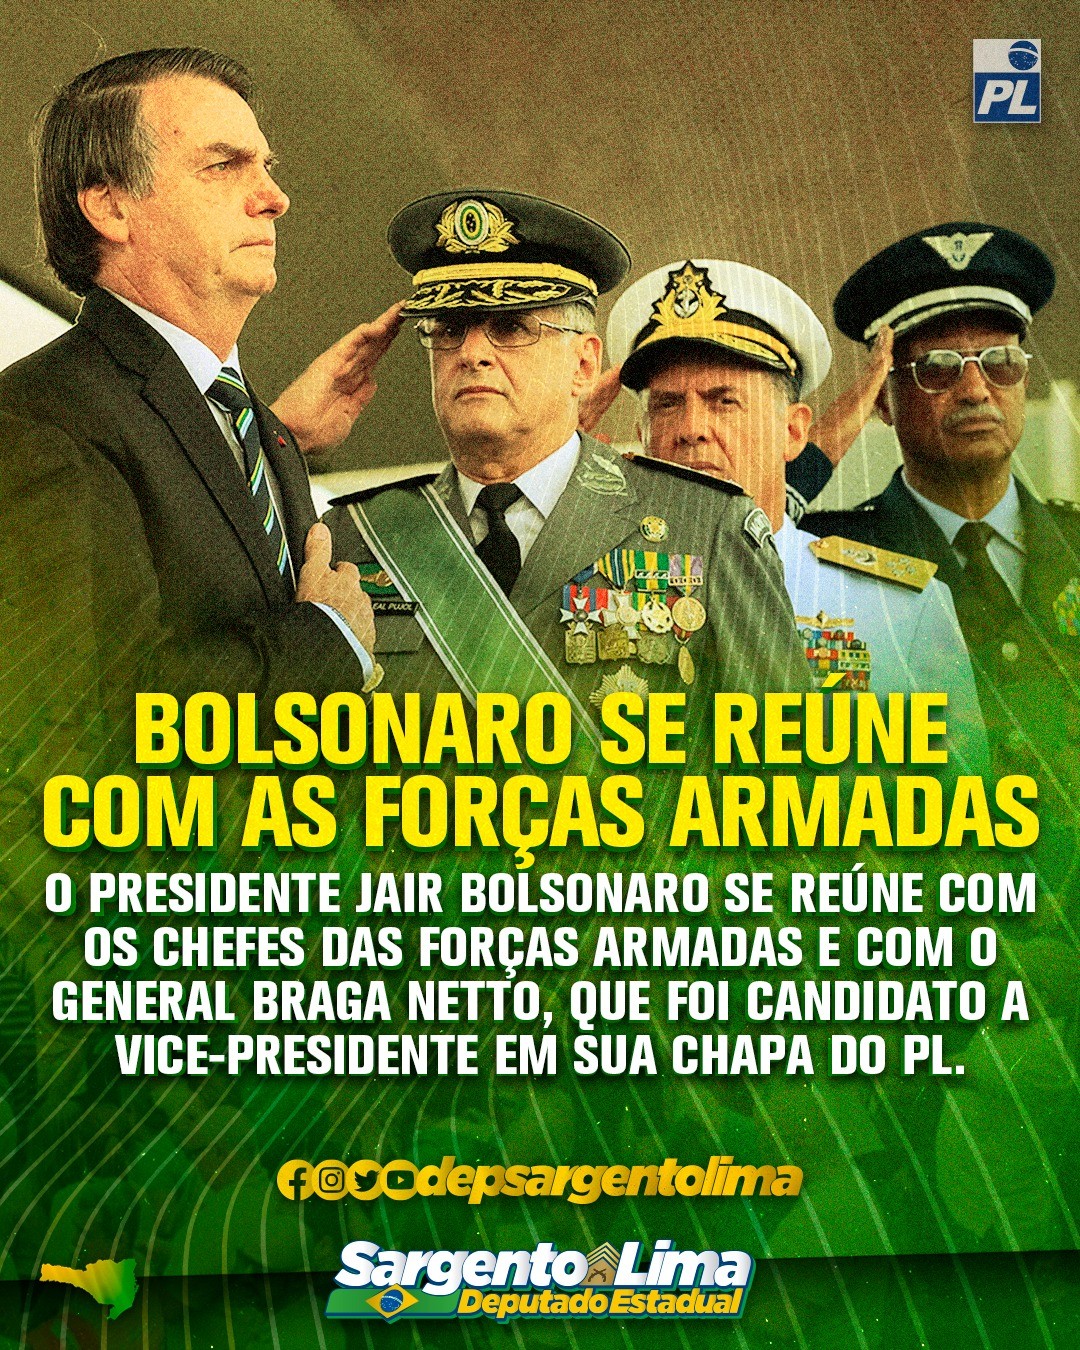 PL
EAL PUJOL
BOLSONARO SE REÚNE
COM AS FORÇAS ARMADAS
O PRESIDENTE JAIR BOLSONARO SE REÚNE COM
OS CHEFES DAS FORÇAS ARMADAS E COM O
GENERAL BRAGA NETTO, QUE FOI CANDIDATO A
VICE-PRESIDENTE EM SUA CHAPA DO PL.
depsargentolima
Sargento Lima
Deputado Estadual